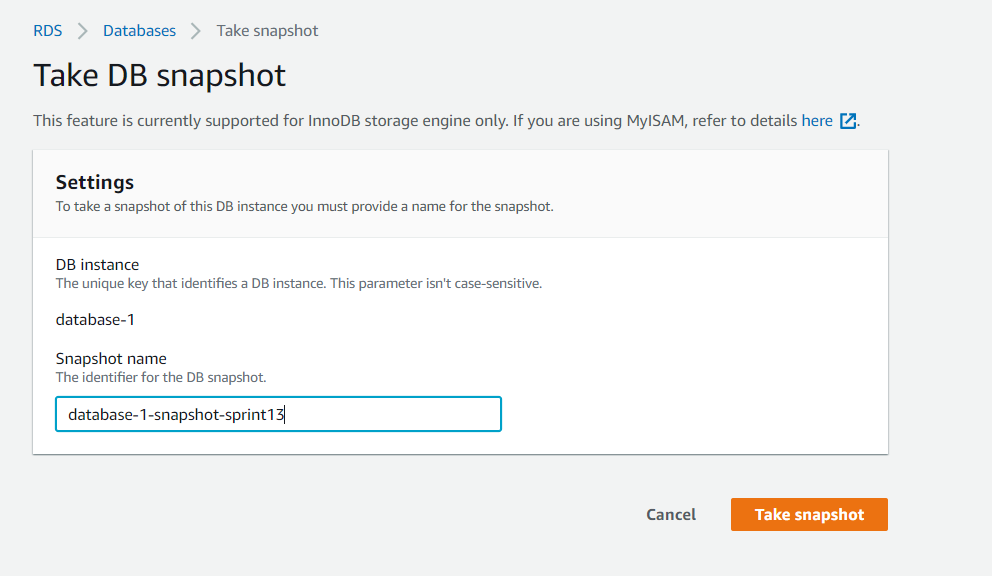 RDS > Databases > Take snapshot
Take DB snapshot
This feature is currently supported for InnoDB storage engine only. If you are using MyISAM, refer to details here .
Settings
To take a snapshot of this DB instance you must provide a name for the snapshot.
DB instance
The unique key that identifies a DB instance. This parameter isn't case-sensitive.
database-1
Snapshot name
The identifier for the DB snapshot.
database-1-snapshot-sprint13
Cancel Take snapshot